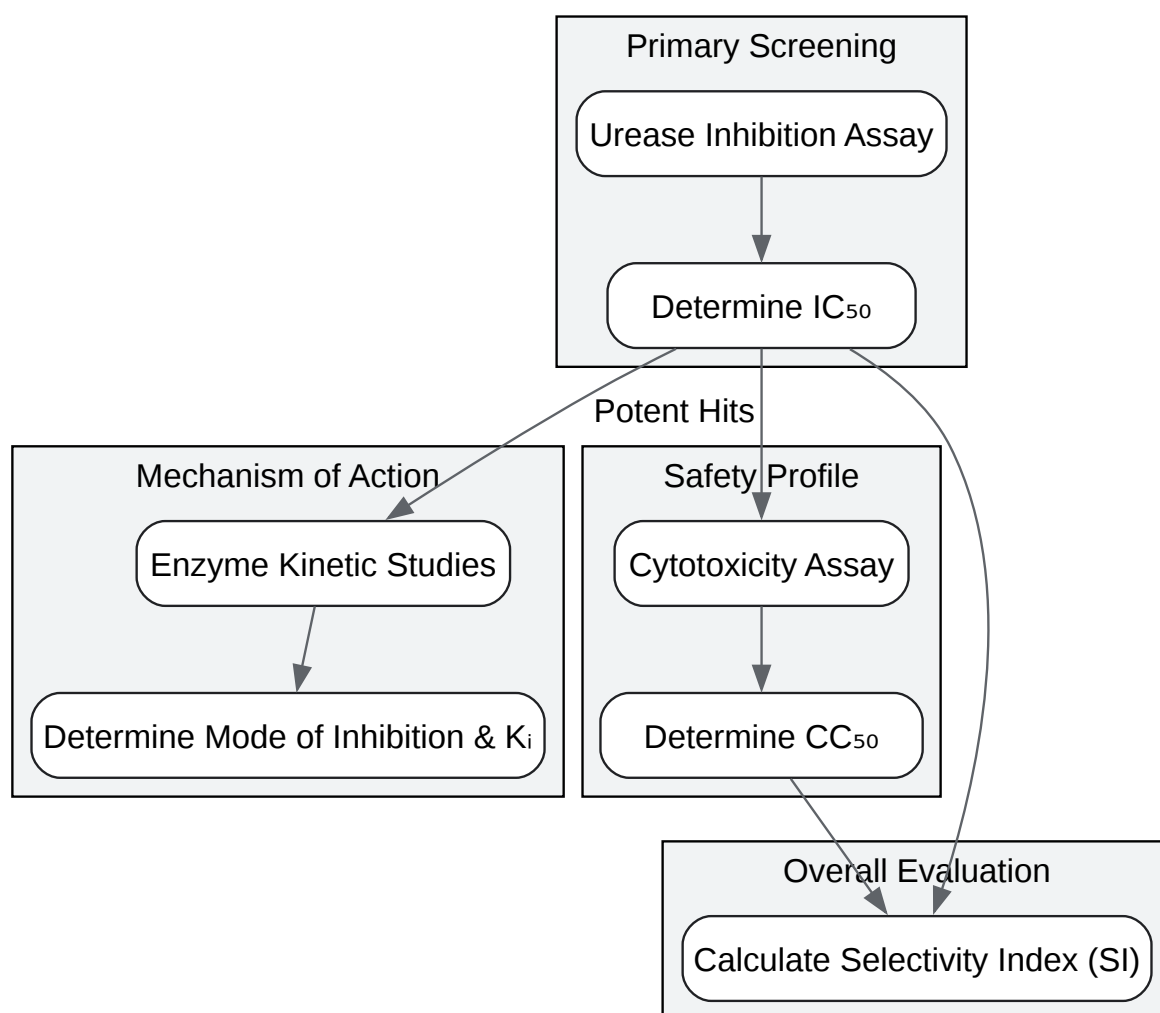 Primary Screening
Urease Inhibition Assay
Determine IC₅₀
Potent Hits
Mechanism of Action
Enzyme Kinetic Studies
Determine Mode of Inhibition & Kᵢ
Safety Profile
Cytotoxicity Assay
Determine CC₅₀
Overall Evaluation
Calculate Selectivity Index (SI)